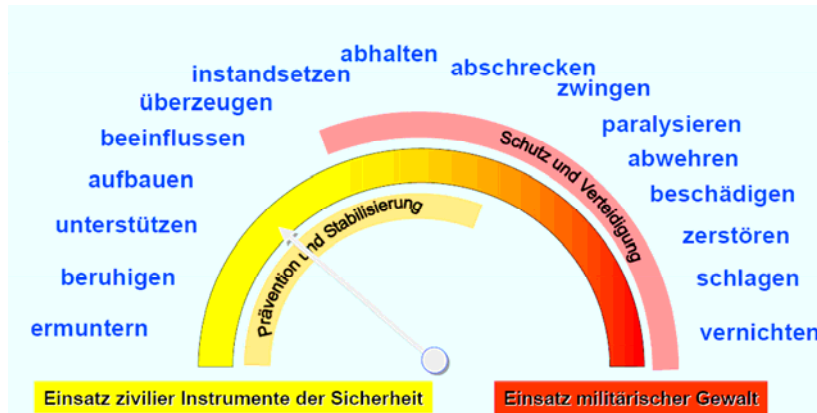 abhalten
instandsetzen
abschrecken
überzeugen
zwingen
beeinflussen
paralysieren
aufbauen
abwehren
unterstützen
beschädigen
beruhigen
zerstören
ermuntern
schlagen
vernichten
Schutz und Verteidigung
Prävention und Stabilisierung
Einsatz zivilier Instrumente der Sicherheit
Einsatz militärischer Gewalt